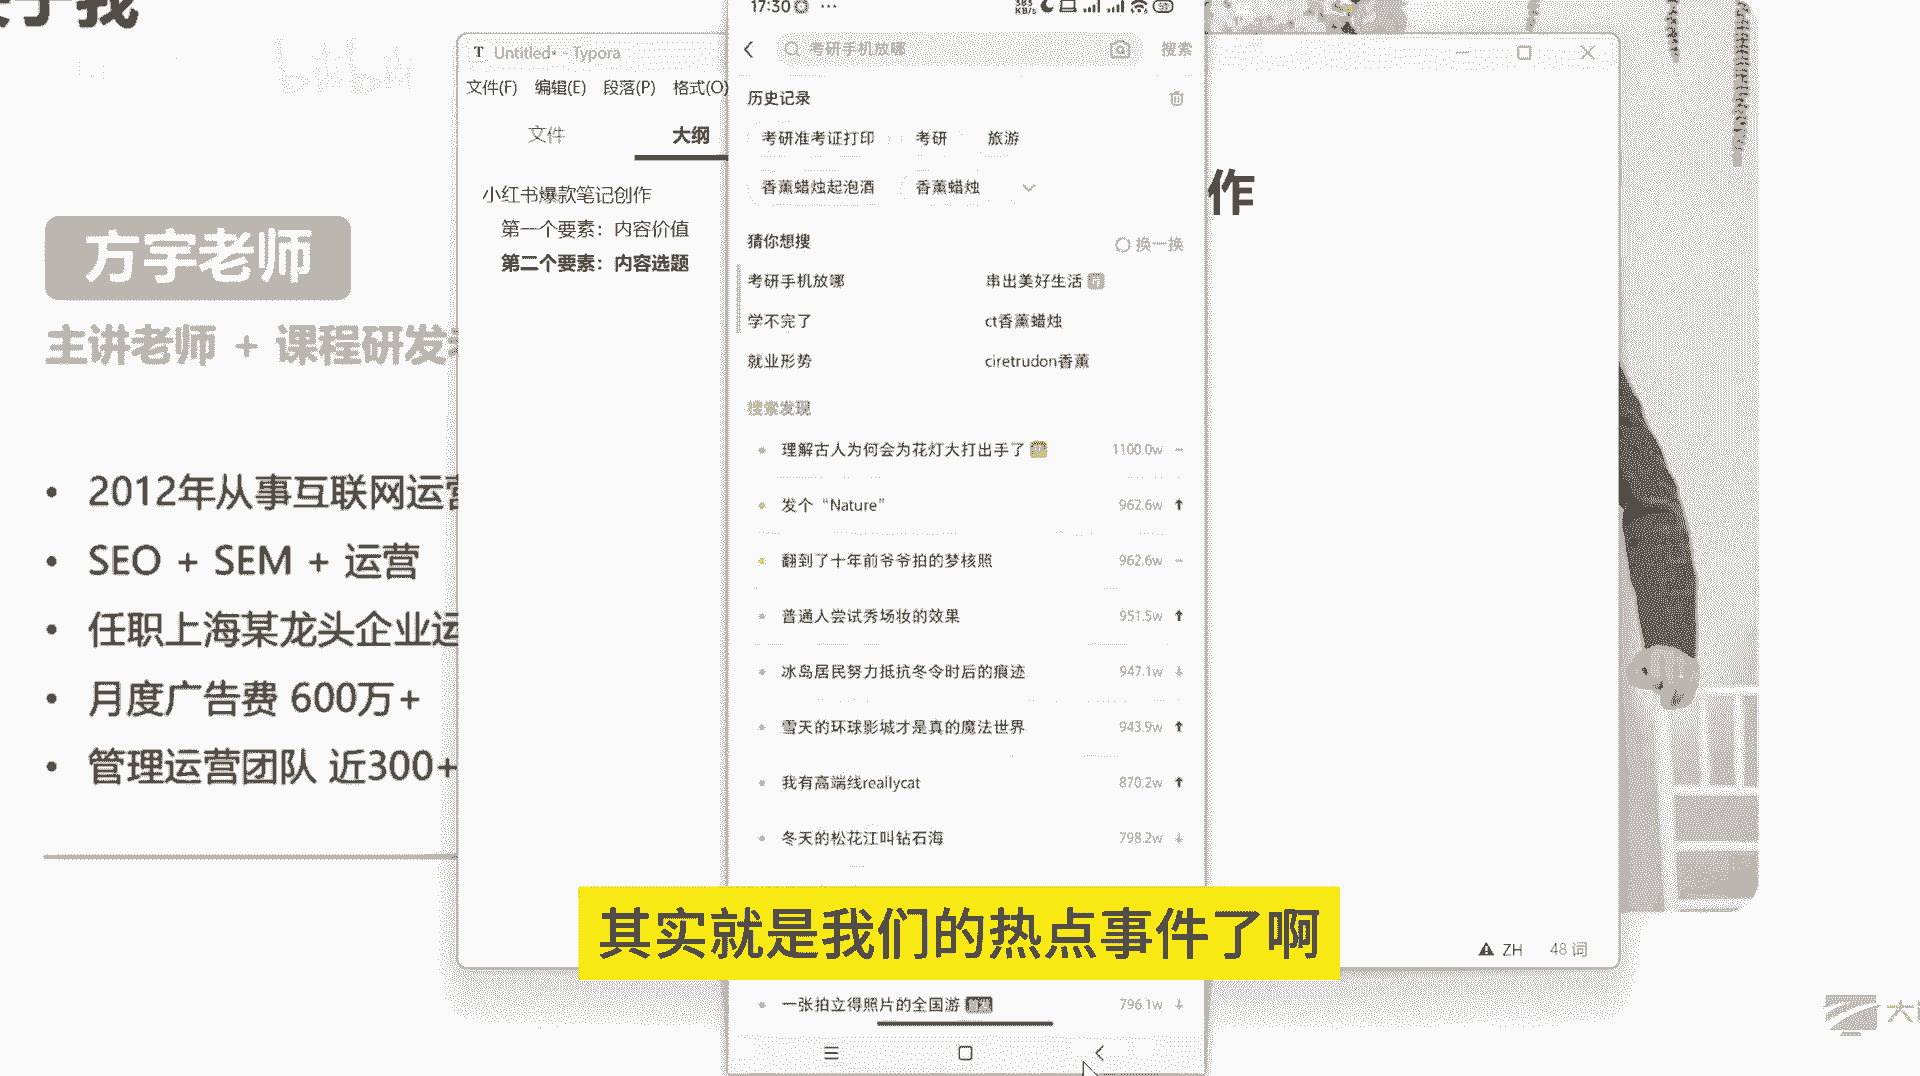 于我
bilibili
方宇老师
主讲老师 + 课程研发
2012年从事互联网运营
SEO + SEM + 运营
任职上海某龙头企业运
月度广告费 600万+
管理运营团队 近300+
T Untitled• - Typora
文件(F) 编辑(E) 段落(P) 格式(O)
文件 大纲
小红书爆款笔记创作
第一个要素：内容价值
第二个要素：内容选题
作
17:30 ···
KB/s
考研手机放哪 搜索
历史记录
考研准考证打印 考研 旅游
香薰蜡烛起泡酒 香薰蜡烛
猜你想搜 换一换
考研手机放哪 串出美好生活
学不完了 ct香薰蜡烛
就业形势 ciretrudon香薰
搜索发现
理解古人为何会为花灯大打出手了 1100.0w
发个“Nature” 962.6w
翻到了十年前爷爷拍的梦核照 962.6w
普通人尝试秀场妆的效果 951.5w
冰岛居民努力抵抗冬令时后的痕迹 947.1w
雪天的环球影城才是真的魔法世界 943.9w
我有高端线reallycat 870.2w
冬天的松花江叫钻石海 798.2w
其实就是我们的热点事件了啊
一张拍立得照片的全国游 796.1w
ZH 48 词
大